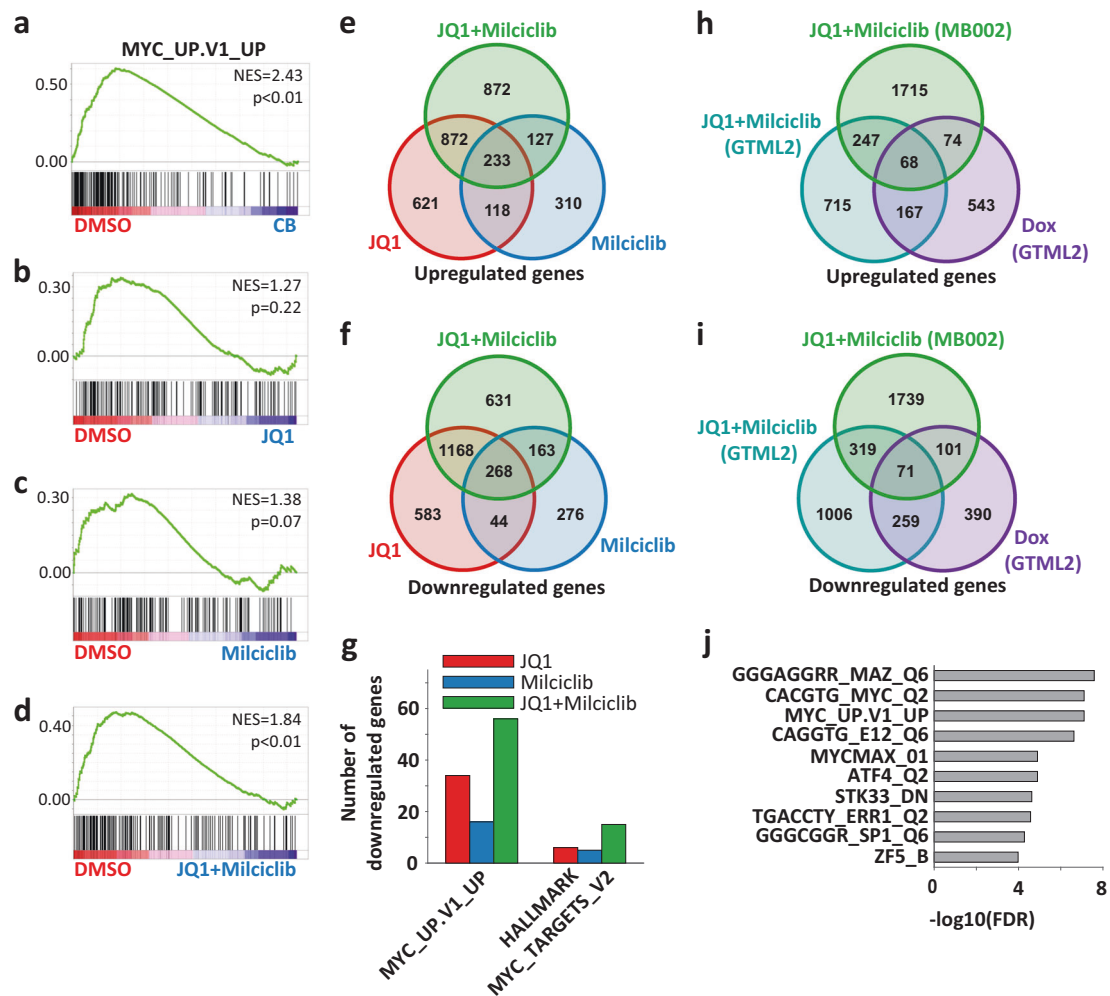 a
MYC_UP.V1_UP
NES=2.43
p<0.01
0.50
0.00
DMSO
CB
b
NES=1.27
p=0.22
0.30
0.00
DMSO
JQ1
c
NES=1.38
p=0.07
0.30
0.00
DMSO
Milciclib
d
NES=1.84
p<0.01
0.40
0.00
DMSO
JQ1+Milciclib
e
JQ1+Milciclib
872
872
127
233
621
118
310
JQ1
Milciclib
Upregulated genes
f
JQ1+Milciclib
631
1168
163
268
583
44
276
JQ1
Milciclib
Downregulated genes
g
JQ1
Milciclib
JQ1+Milciclib
Number of
downregulated genes
60
40
20
0
MYC_UP.V1_UP
HALLMARK
MYC_TARGETS_V2
h
JQ1+Milciclib (MB002)
1715
JQ1+Milciclib
(GTML2)
247
74
68
715
167
543
Dox
(GTML2)
Upregulated genes
i
JQ1+Milciclib (MB002)
1739
JQ1+Milciclib
(GTML2)
319
101
71
1006
259
390
Dox
(GTML2)
Downregulated genes
j
GGGAGGRR_MAZ_Q6
CACGTG_MYC_Q2
MYC_UP.V1_UP
CAGGTG_E12_Q6
MYCMAX_01
ATF4_Q2
STK33_DN
TGACCTY_ERR1_Q2
GGGCGGR_SP1_Q6
ZF5_B
0
4
8
-log10(FDR)